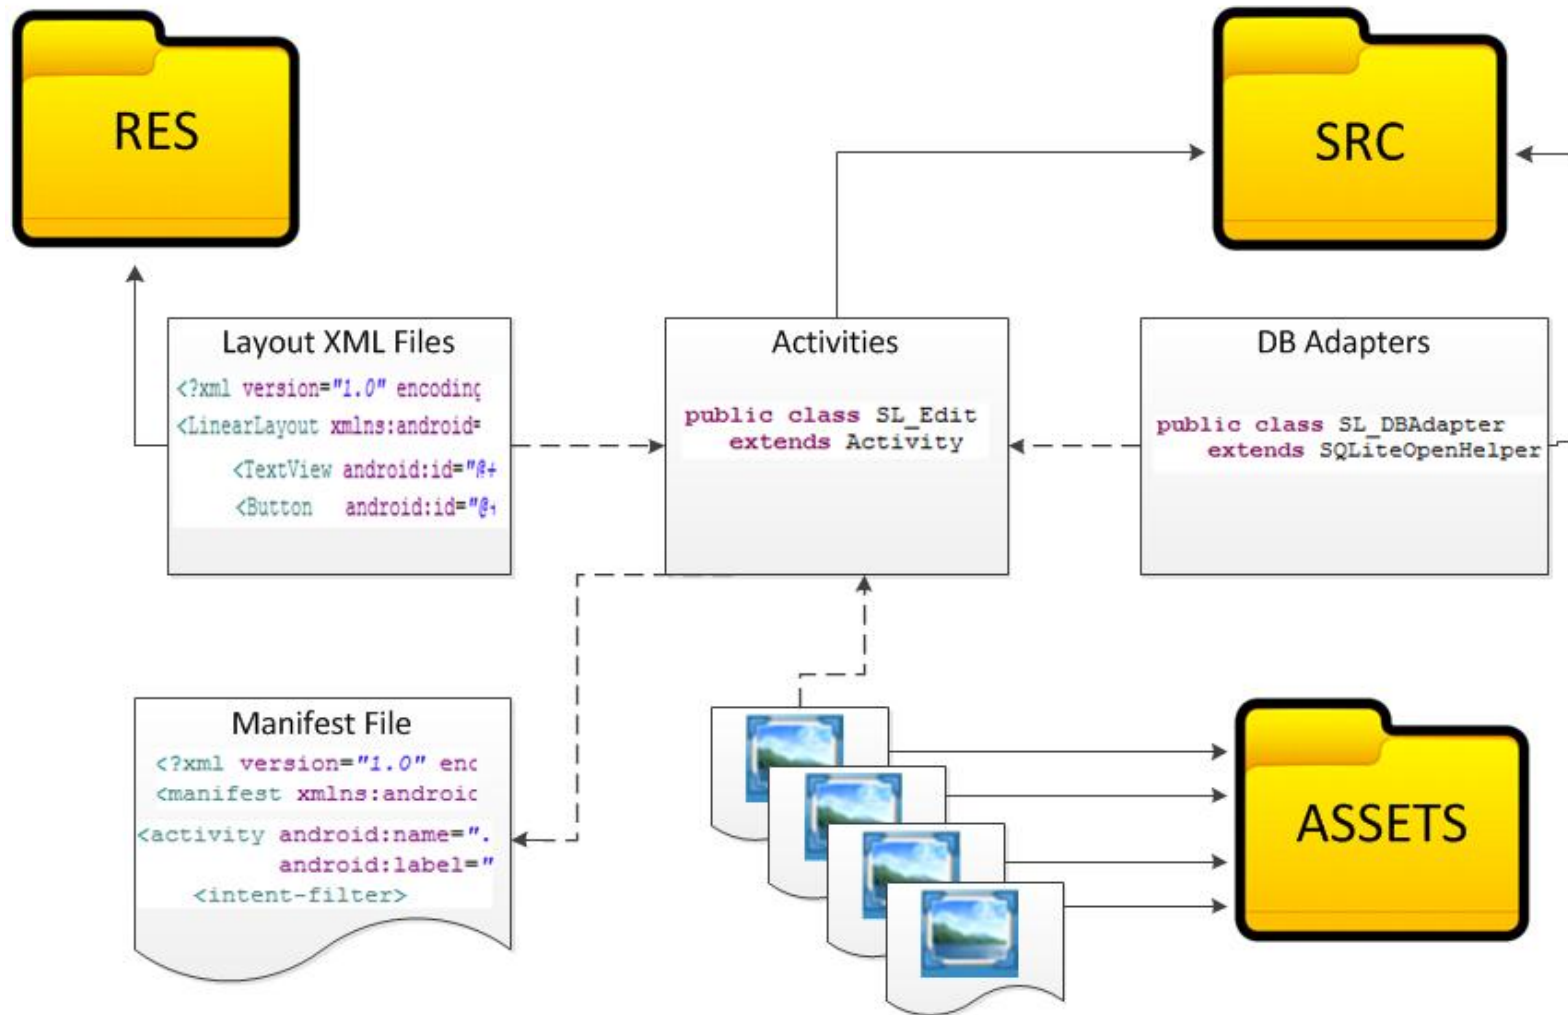 RES
SRC
Layout XML Files
<?xml version="1.0" encoding
<LinearLayout xmlns:android=
<TextView android:id="@+
<Button android:id="@+
Activities
public class SL_Edit
extends Activity
DB Adapters
public class SL_DBAdapter
extends SQLiteOpenHelper
Manifest File
<?xml version="1.0" enc
<manifest xmlns:androic
<activity android:name=".
android:label="
<intent-filter>
ASSETS